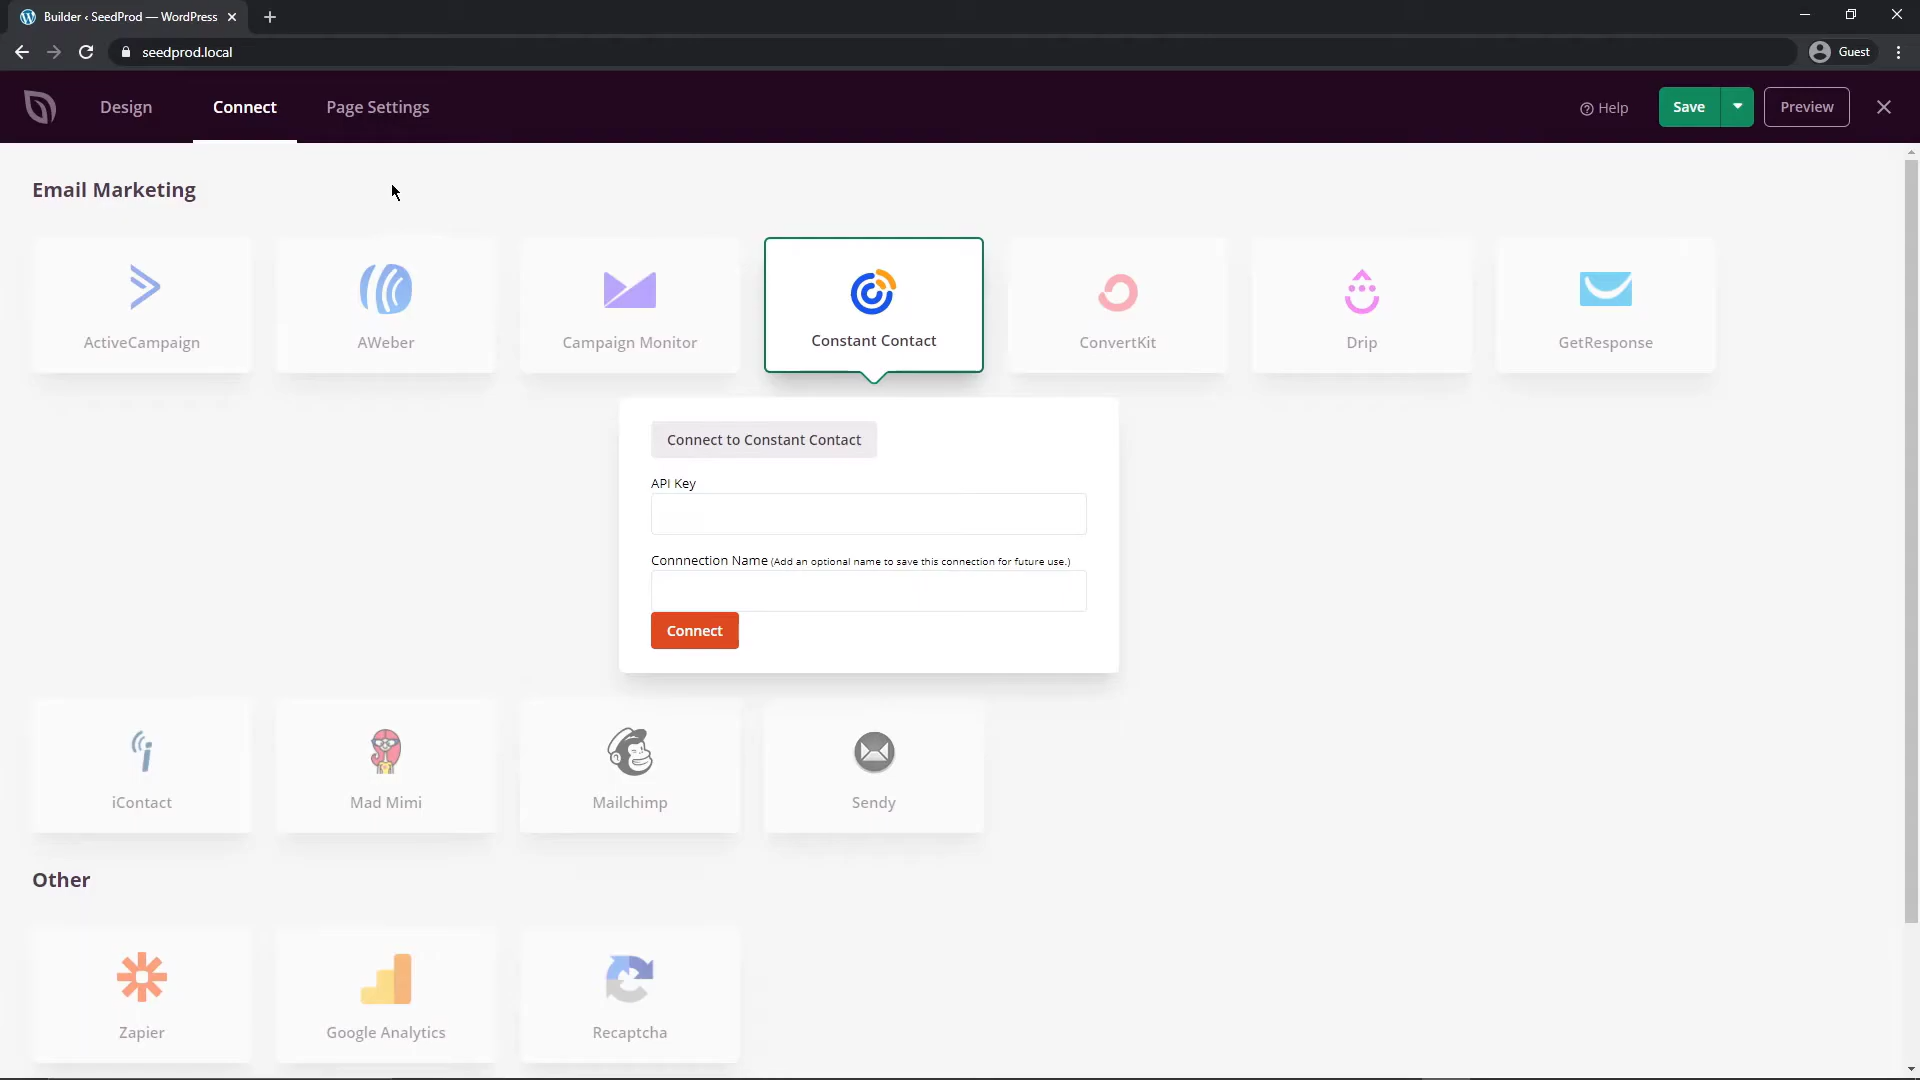 Builder ‹ SeedProd — WordPress
seedprod.local
Guest
Design
Connect
Page Settings
Help
Save
Preview
Email Marketing
ActiveCampaign
AWeber
Campaign Monitor
Constant Contact
ConvertKit
Drip
GetResponse
Connect to Constant Contact
API Key
Connnection Name (Add an optional name to save this connection for future use.)
Connect
iContact
Mad Mimi
Mailchimp
Sendy
Other
Zapier
Google Analytics
Recaptcha